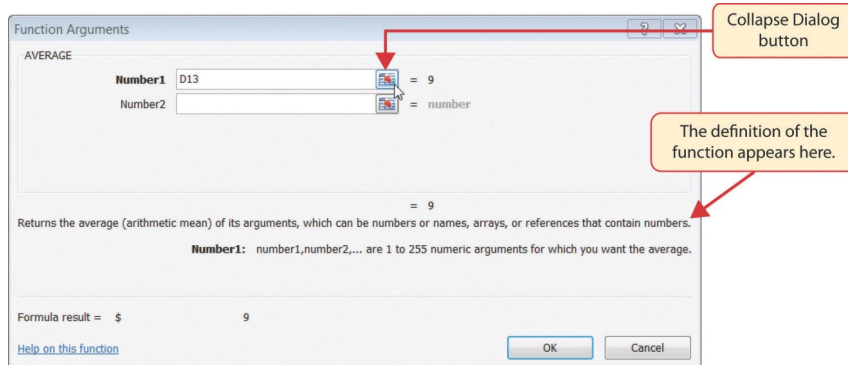 Function Arguments
Collapse Dialog
button
AVERAGE
Number1 D13 = 9
Number2 = number
The definition of the
function appears here.
= 9
Returns the average (arithmetic mean) of its arguments, which can be numbers or names, arrays, or references that contain numbers.
Number1: number1,number2,... are 1 to 255 numeric arguments for which you want the average.
Formula result = $ 9
Help on this function
OK Cancel